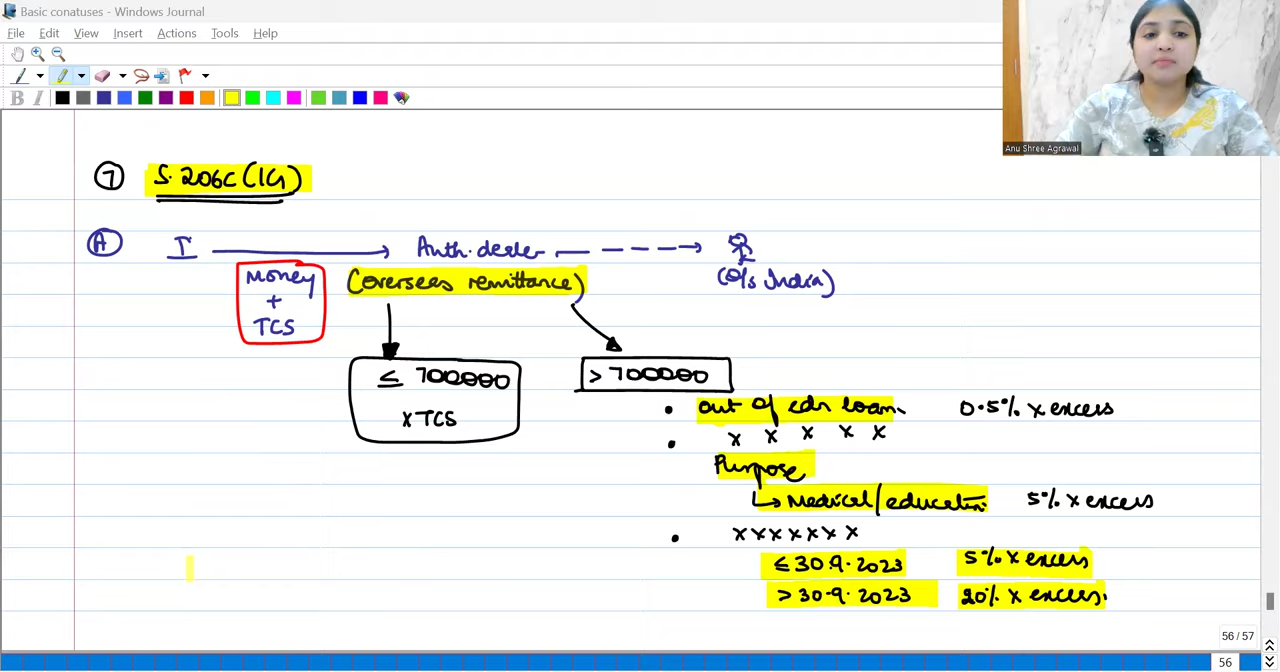 Basic conatuses - Windows Journal
File Edit View Insert Actions Tools Help
B I
Anu Shree Agrawal
7 S. 206C (1G)
A I Auth. dealer
Money + TCS
(overseas remittance)
(O/s India)
≤ 700000
x TCS
> 700000
• out of edn loan. 0.5% x excess
• x x x x x
Purpose
↳ Medical/education 5% x excess
• x x x x x x x
≤ 30.9.2023 5% x excess
> 30.9.2023 20% x excess.
56 / 57
56